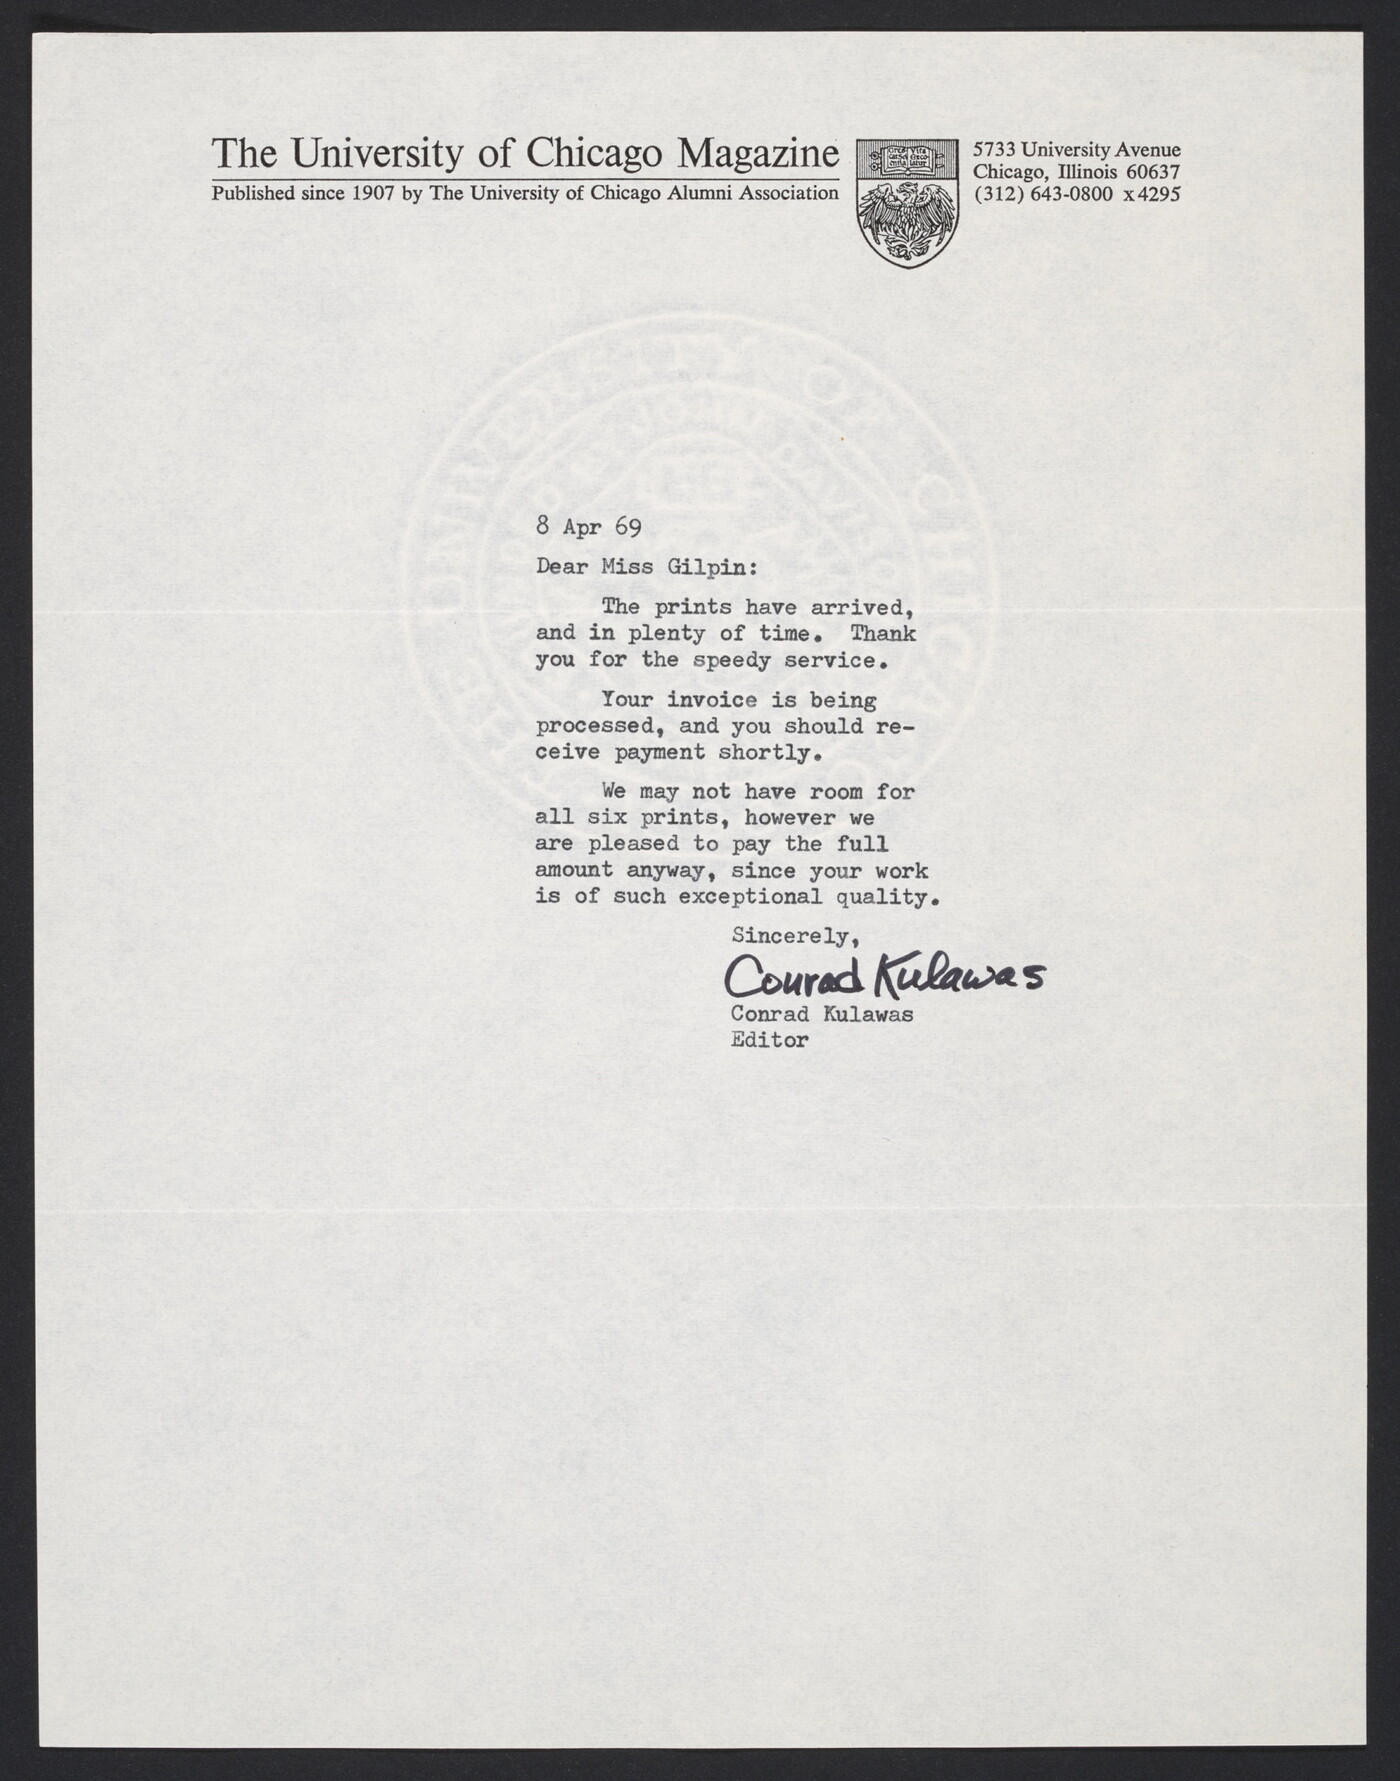 The University of Chicago Magazine
Published since 1907 by The University of Chicago Alumni Association
5733 University Avenue
Chicago, Illinois 60637
(312) 643-0800 x4295
8 Apr 69
Dear Miss Gilpin:
The prints have arrived,
and in plenty of time. Thank
you for the speedy service.
Your invoice is being
processed, and you should re-
ceive payment shortly.
We may not have room for
all six prints, however we
are pleased to pay the full
amount anyway, since your work
is of such exceptional quality.
Sincerely,
Conrad Kulawas
Conrad Kulawas
Editor